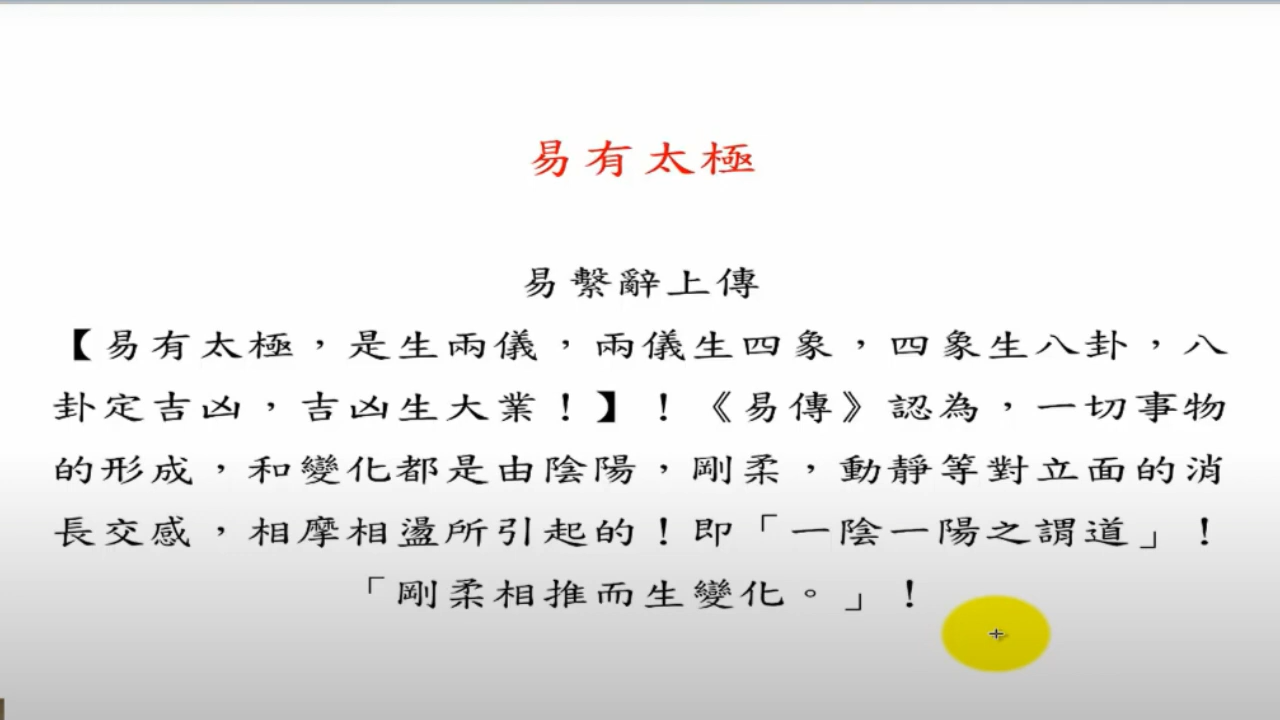 易有太極
易繫辭上傳
【易有太極，是生兩儀，兩儀生四象，四象生八卦，八
卦定吉凶，吉凶生大業！】！《易傳》認為，一切事物
的形成，和變化都是由陰陽，剛柔，動靜等對立面的消
長交感，相摩相盪所引起的！即「一陰一陽之謂道」！
「剛柔相推而生變化。」！